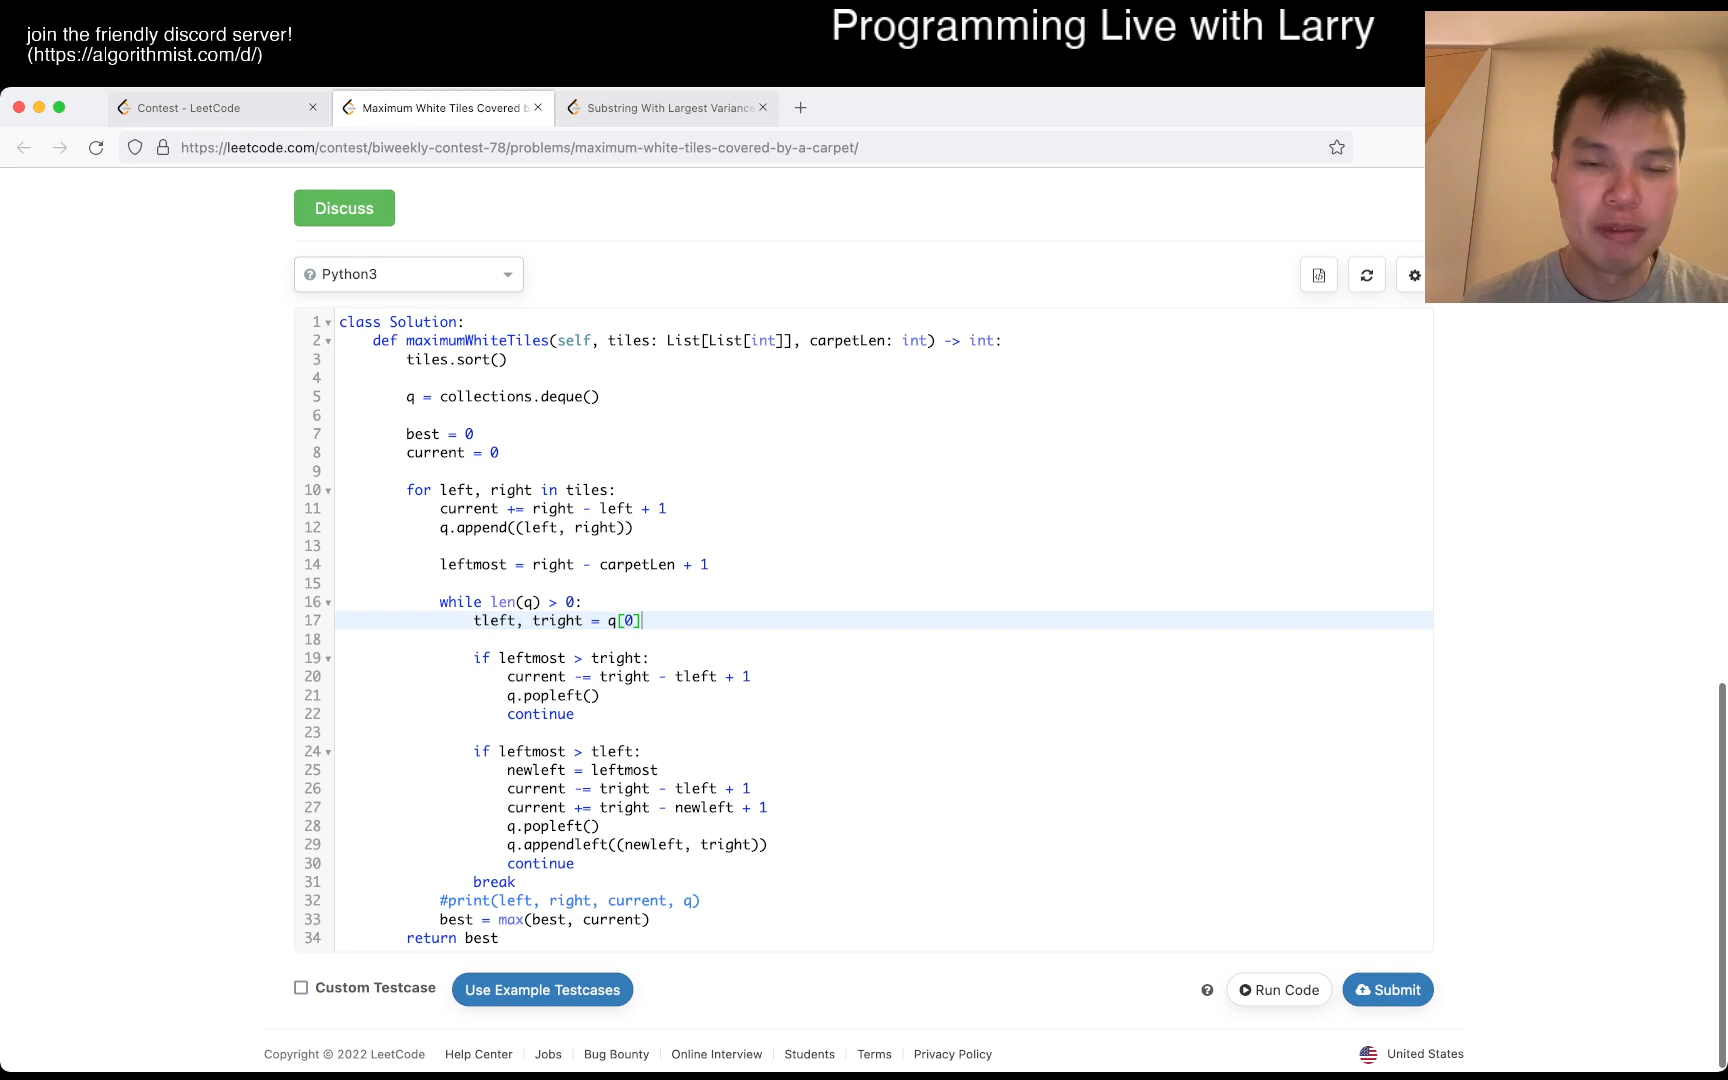 join the friendly discord server!
(https://algorithmist.com/d/)
Programming Live with Larry
Contest - LeetCode
Maximum White Tiles Covered b
Substring With Largest Variance
https://leetcode.com/contest/biweekly-contest-78/problems/maximum-white-tiles-covered-by-a-carpet/
Discuss
Python3
1 class Solution:
2     def maximumWhiteTiles(self, tiles: List[List[int]], carpetLen: int) -> int:
3         tiles.sort()
4
5         q = collections.deque()
6
7         best = 0
8         current = 0
9
10         for left, right in tiles:
11             current += right - left + 1
12             q.append((left, right))
13
14             leftmost = right - carpetLen + 1
15
16             while len(q) > 0:
17                 tleft, tright = q[0]
18
19                 if leftmost > tright:
20                     current -= tright - tleft + 1
21                     q.popleft()
22                     continue
23
24                 if leftmost > tleft:
25                     newleft = leftmost
26                     current -= tright - tleft + 1
27                     current += tright - newleft + 1
28                     q.popleft()
29                     q.appendleft((newleft, tright))
30                     continue
31                 break
32             #print(left, right, current, q)
33             best = max(best, current)
34         return best
Custom Testcase
Use Example Testcases
Run Code
Submit
Copyright © 2022 LeetCode
Help Center
Jobs
Bug Bounty
Online Interview
Students
Terms
Privacy Policy
United States